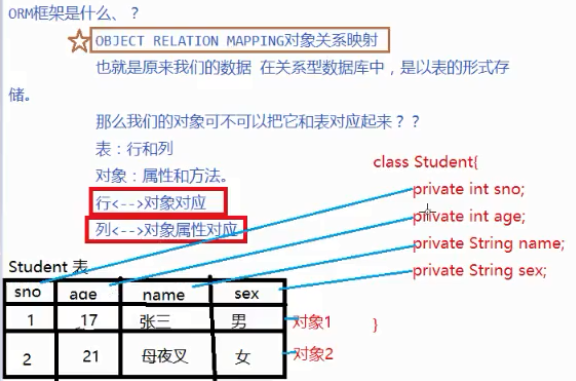 ORM框架是什么、?
OBJECT RELATION MAPPING对象关系映射
也就是原来我们的数据 在关系型数据库中,是以表的形式存
储。
那么我们的对象可不可以把它和表对应起来??
表:行和列
对象:属性和方法。
行<-->对象对应
列<-->对象属性对应
class Student{
private int sno;
private int age;
private String name;
private String sex;
}
Student 表
sno age name sex
1 17 张三 男 对象1
2 21 母夜叉 女 对象2